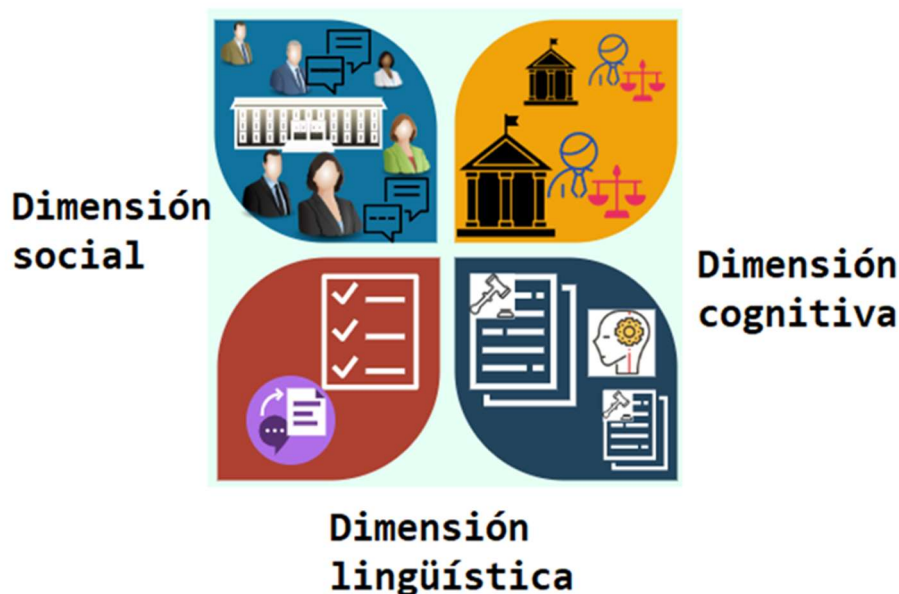 Dimensión
social
Dimensión
cognitiva
Dimensión
lingüística